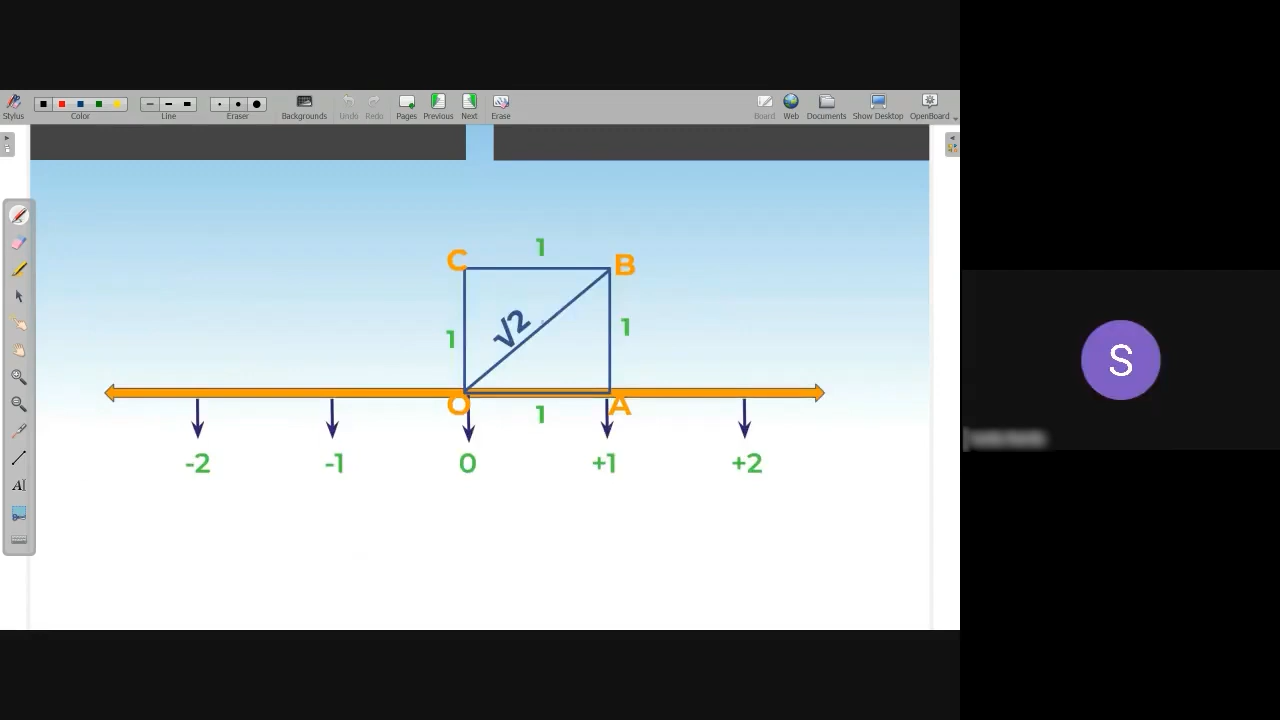 Stylus Color Line Eraser Backgrounds Undo Redo Pages Previous Next Erase Board Web Documents Show Desktop OpenBoard
1
C B
√2
1 1
O 1 A
-2 -1 0 +1 +2
S